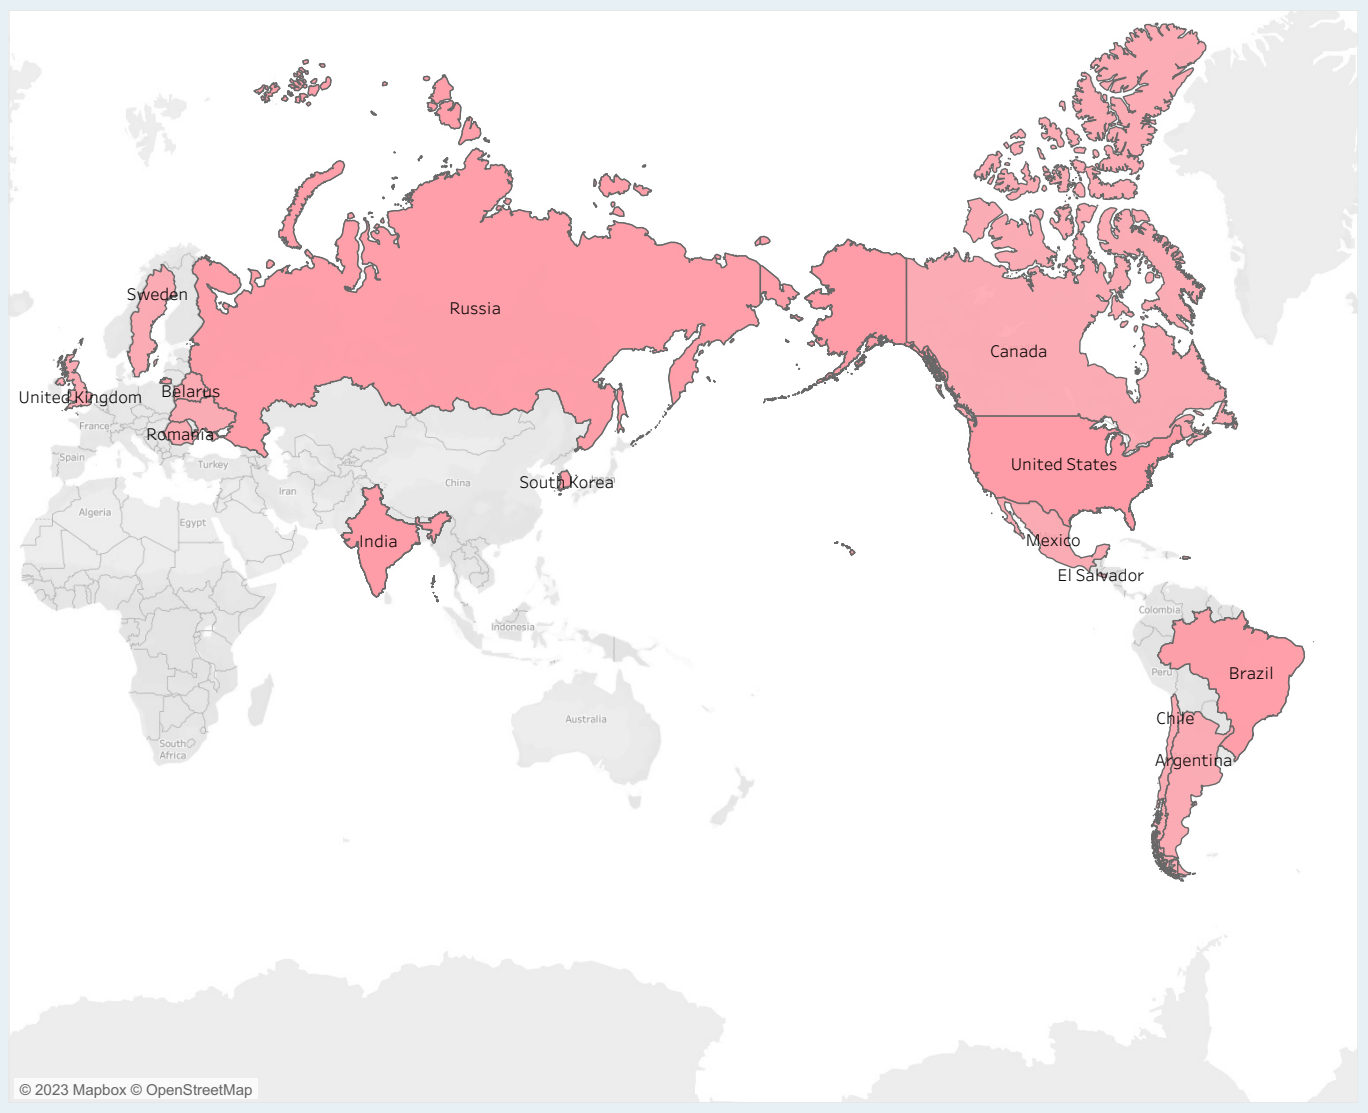 Sweden
Russia
Canada
United Kingdom
Belarus
France
Romania
Spain
Turkey
United States
Iran
China
South Korea
Japan
Algeria
Egypt
India
Mexico
El Salvador
Colombia
Indonesia
Peru
Brazil
Australia
Chile
South
Africa
Argentina
© 2023 Mapbox © OpenStreetMap